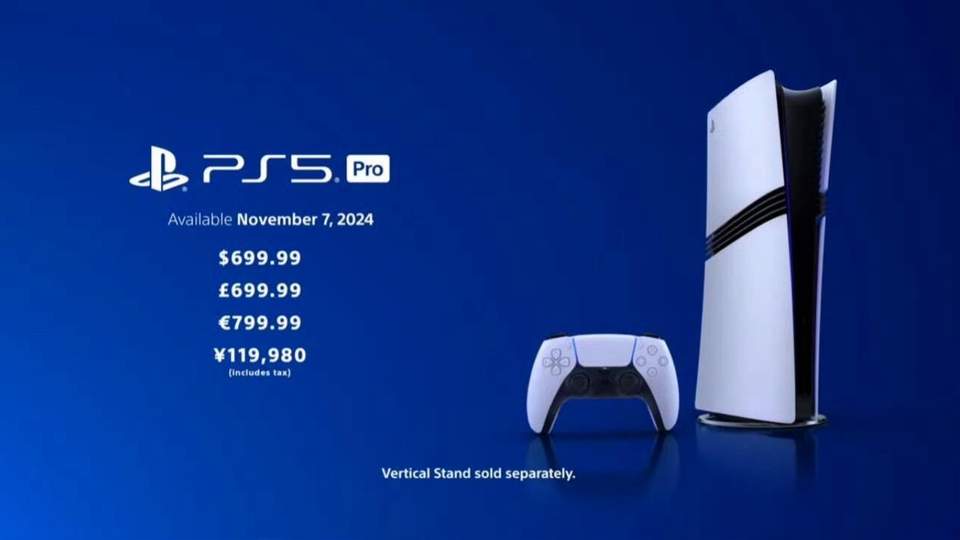 PS5® Pro
Available November 7, 2024
$699.99
£699.99
€799.99
¥119,980
(includes tax)
Vertical Stand sold separately.